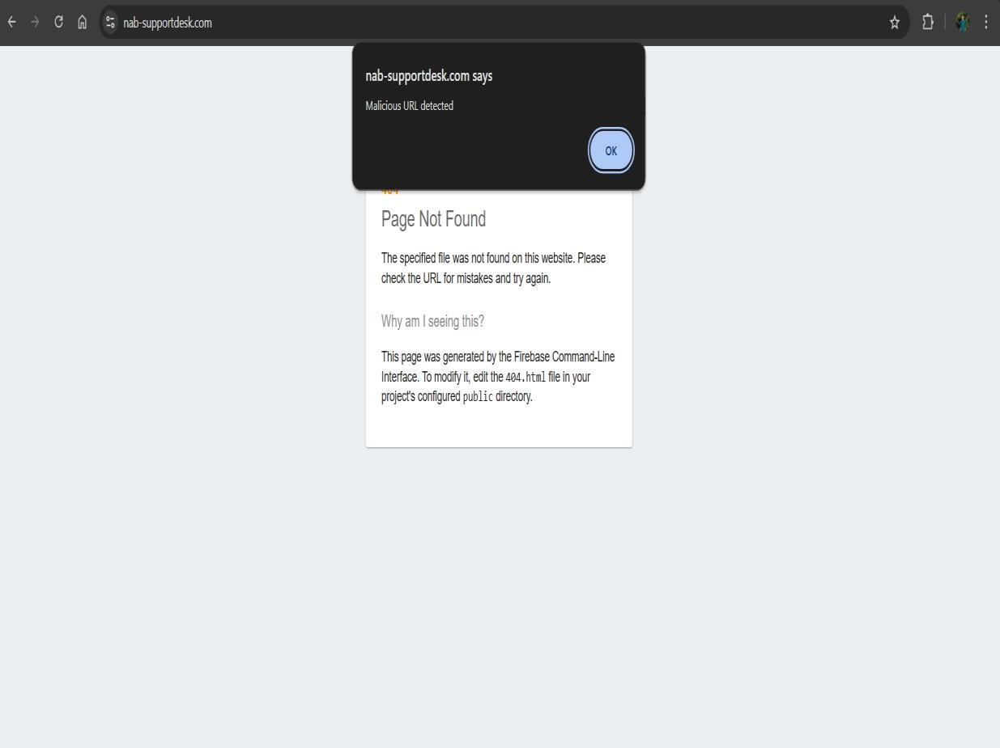 nab-supportdesk.com
nab-supportdesk.com says
Malicious URL detected
OK
404
Page Not Found
The specified file was not found on this website. Please
check the URL for mistakes and try again.
Why am I seeing this?
This page was generated by the Firebase Command-Line
Interface. To modify it, edit the 404.html file in your
project's configured public directory.